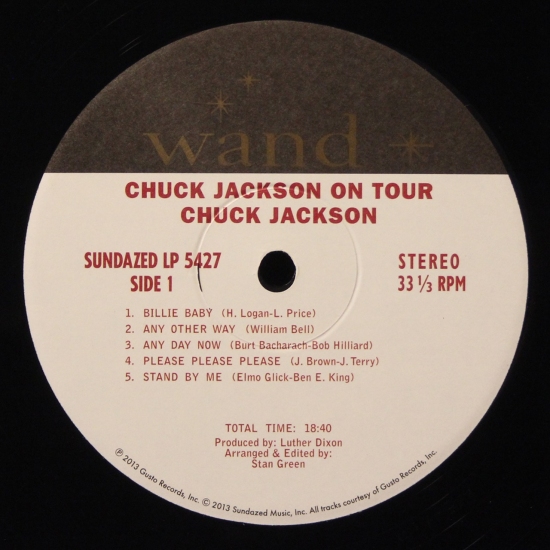 wand
CHUCK JACKSON ON TOUR
CHUCK JACKSON
SUNDAZED LP 5427
SIDE 1
STEREO
33 1/3 RPM
1. BILLIE BABY (H. Logan-L. Price)
2. ANY OTHER WAY (William Bell)
3. ANY DAY NOW (Burt Bacharach-Bob Hilliard)
4. PLEASE PLEASE PLEASE (J. Brown-J. Terry)
5. STAND BY ME (Elmo Glick-Ben E. King)
TOTAL TIME: 18:40
Produced by: Luther Dixon
Arranged & Edited by:
Stan Green
℗ 2013 Gusto Records, Inc. © 2013 Sundazed Music, Inc. All tracks courtesy of Gusto Records, Inc.